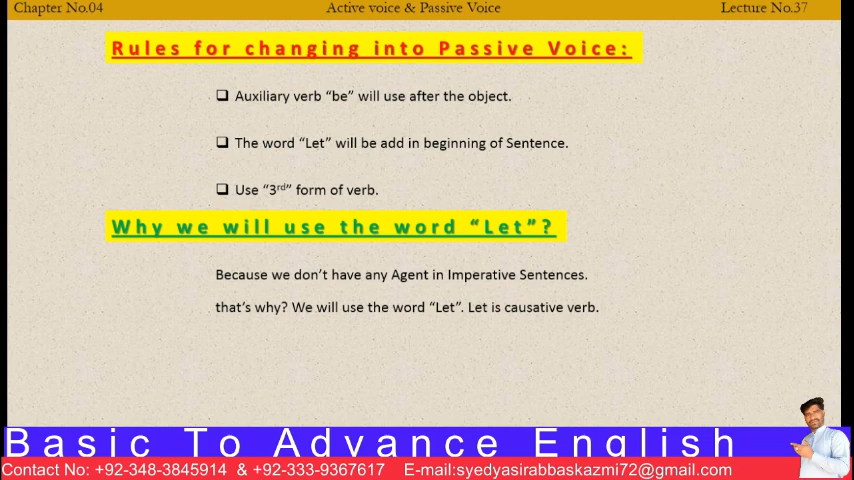 Chapter No.04 Active voice & Passive Voice Lecture No.37
Rules for changing into Passive Voice:
❑ Auxiliary verb “be” will use after the object.
❑ The word “Let” will be add in beginning of Sentence.
❑ Use “3rd” form of verb.
Why we will use the word “Let”?
Because we don’t have any Agent in Imperative Sentences.
that’s why? We will use the word “Let”. Let is causative verb.
Basic To Advance English
Contact No: +92-348-3845914 & +92-333-9367617 E-mail:syedyasirabbaskazmi72@gmail.com